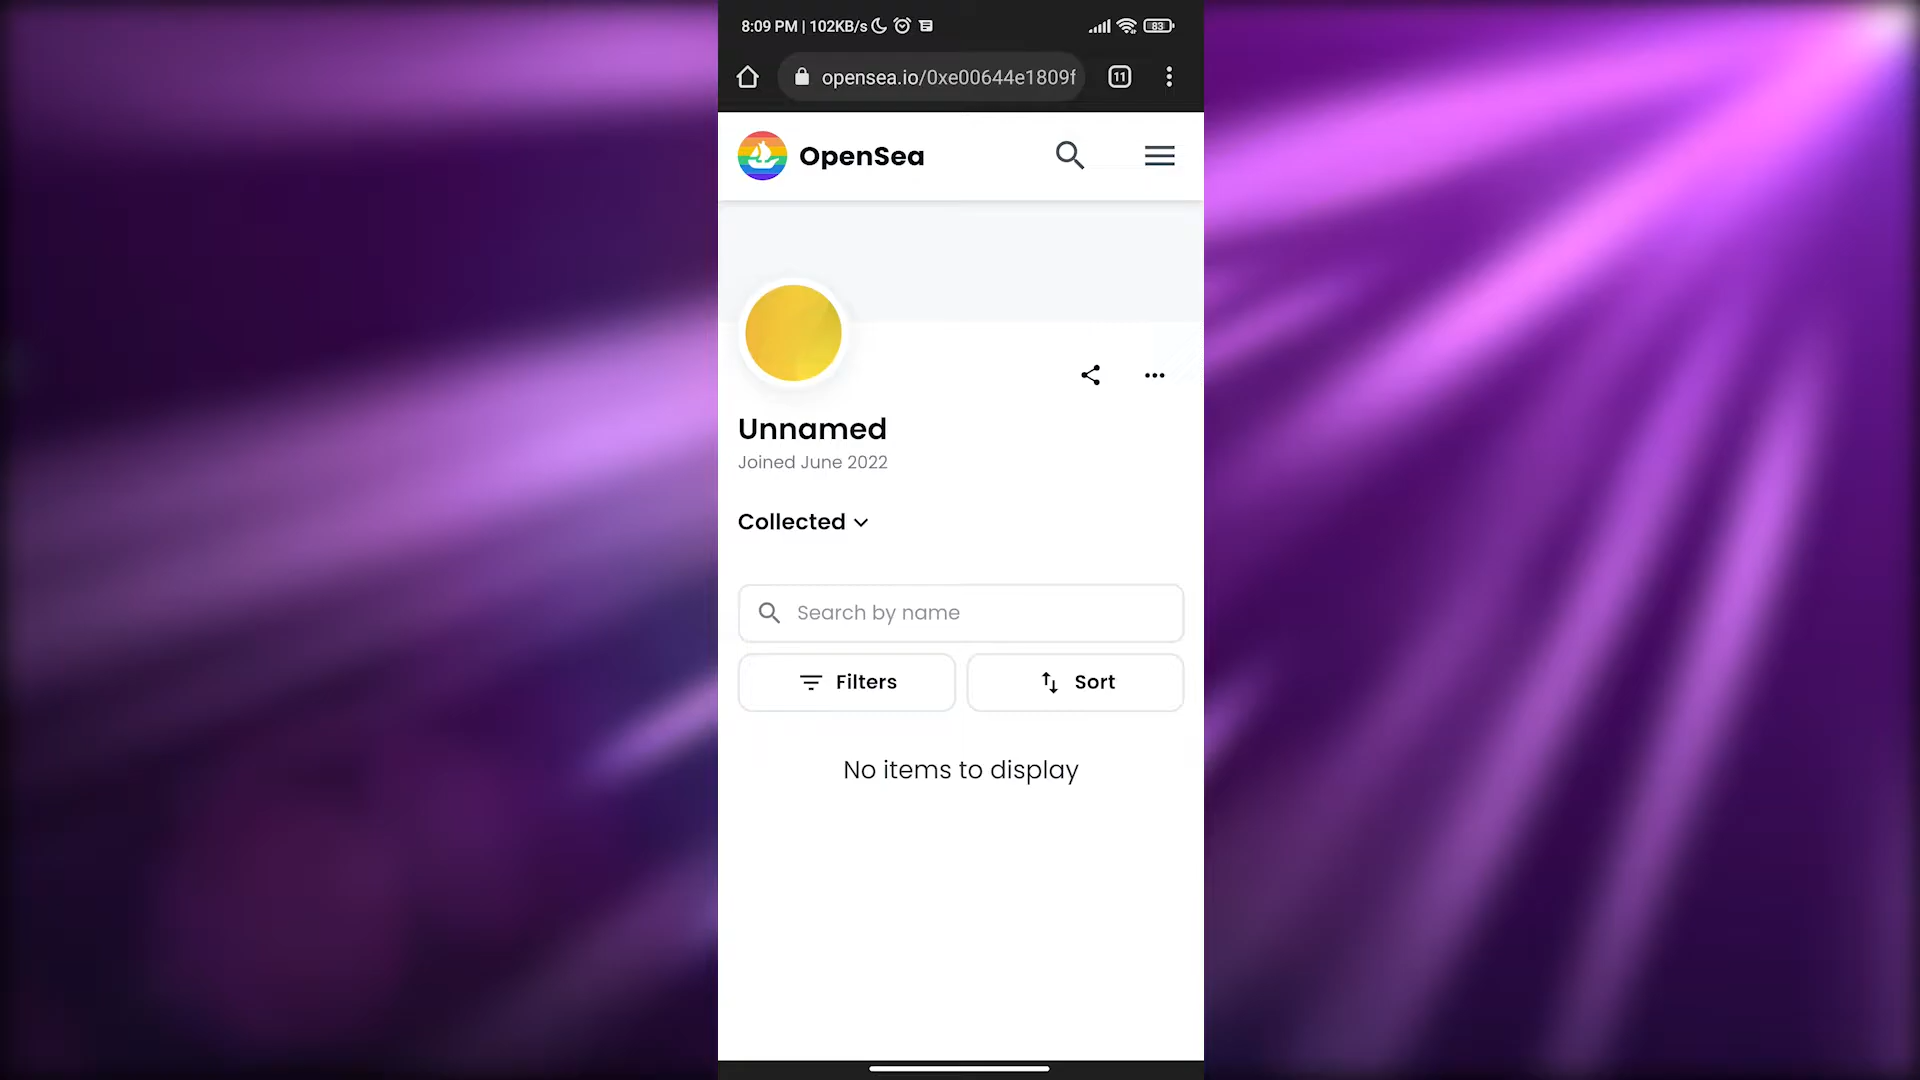 8:09 PM | 102KB/s
83
opensea.io/0xe00644e1809f
11
OpenSea
Unnamed
Joined June 2022
Collected
Search by name
Filters
Sort
No items to display